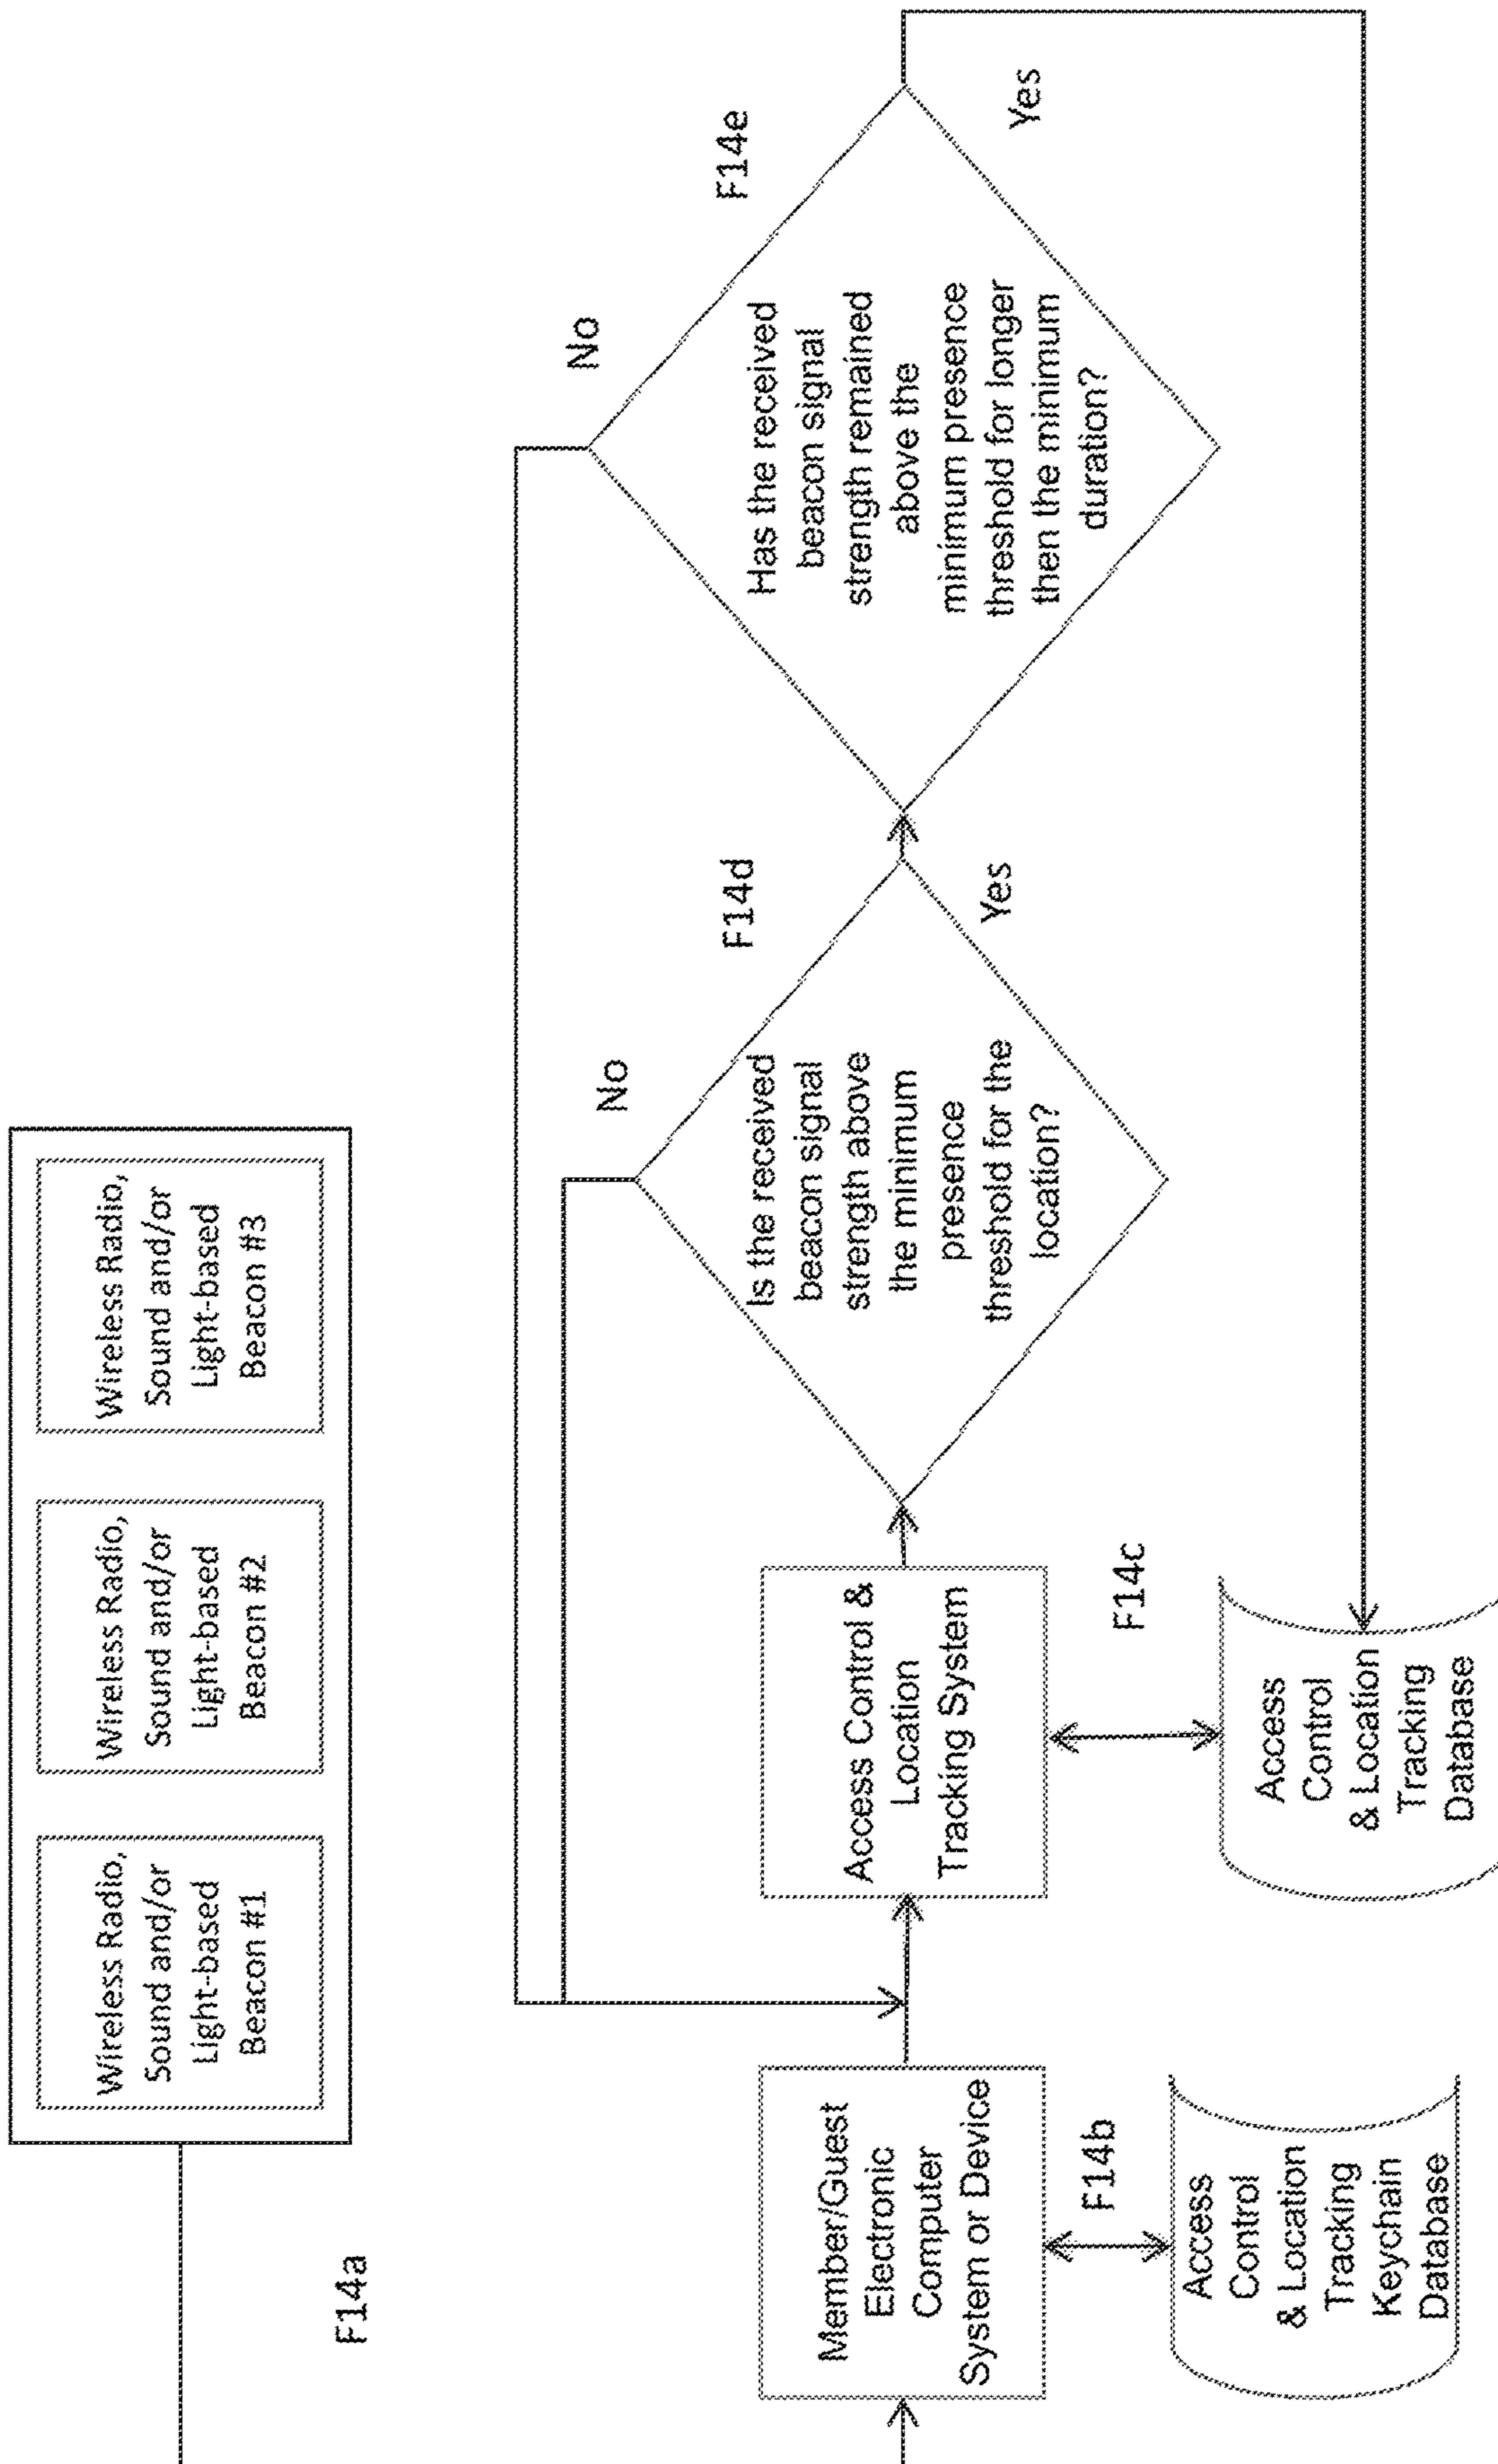 Wireless Radio,
Sound and/or
Light-based
Beacon #1
Wireless Radio,
Sound and/or
Light-based
Beacon #2
Wireless Radio,
Sound and/or
Light-based
Beacon #3
F14a
Member/Guest
Electronic
Computer
System or Device
F14b
Access
Control
& Location
Tracking
Keychain
Database
Access Control &
Location
Tracking System
F14c
Access
Control
& Location
Tracking
Database
No
F14d
Is the received
beacon signal
strength above
the minimum
presence
threshold for the
location?
Yes
No
F14e
Has the received
beacon signal
strength remained
above the
minimum presence
threshold for longer
then the minimum
duration?
Yes